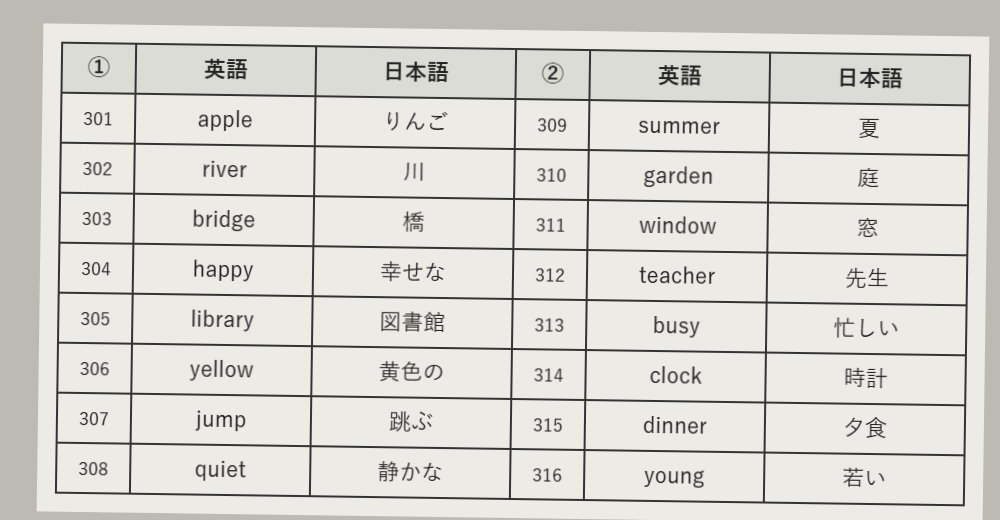 ① 英語 日本語 ② 英語 日本語
301 apple りんご 309 summer 夏
302 river 川 310 garden 庭
303 bridge 橋 311 window 窓
304 happy 幸せな 312 teacher 先生
305 library 図書館 313 busy 忙しい
306 yellow 黄色の 314 clock 時計
307 jump 跳ぶ 315 dinner 夕食
308 quiet 静かな 316 young 若い